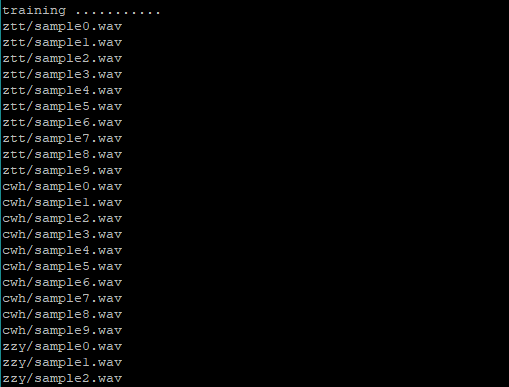 training ...........
ztt/sample0.wav
ztt/sample1.wav
ztt/sample2.wav
ztt/sample3.wav
ztt/sample4.wav
ztt/sample5.wav
ztt/sample6.wav
ztt/sample7.wav
ztt/sample8.wav
ztt/sample9.wav
cwh/sample0.wav
cwh/sample1.wav
cwh/sample2.wav
cwh/sample3.wav
cwh/sample4.wav
cwh/sample5.wav
cwh/sample6.wav
cwh/sample7.wav
cwh/sample8.wav
cwh/sample9.wav
zzy/sample0.wav
zzy/sample1.wav
zzy/sample2.wav